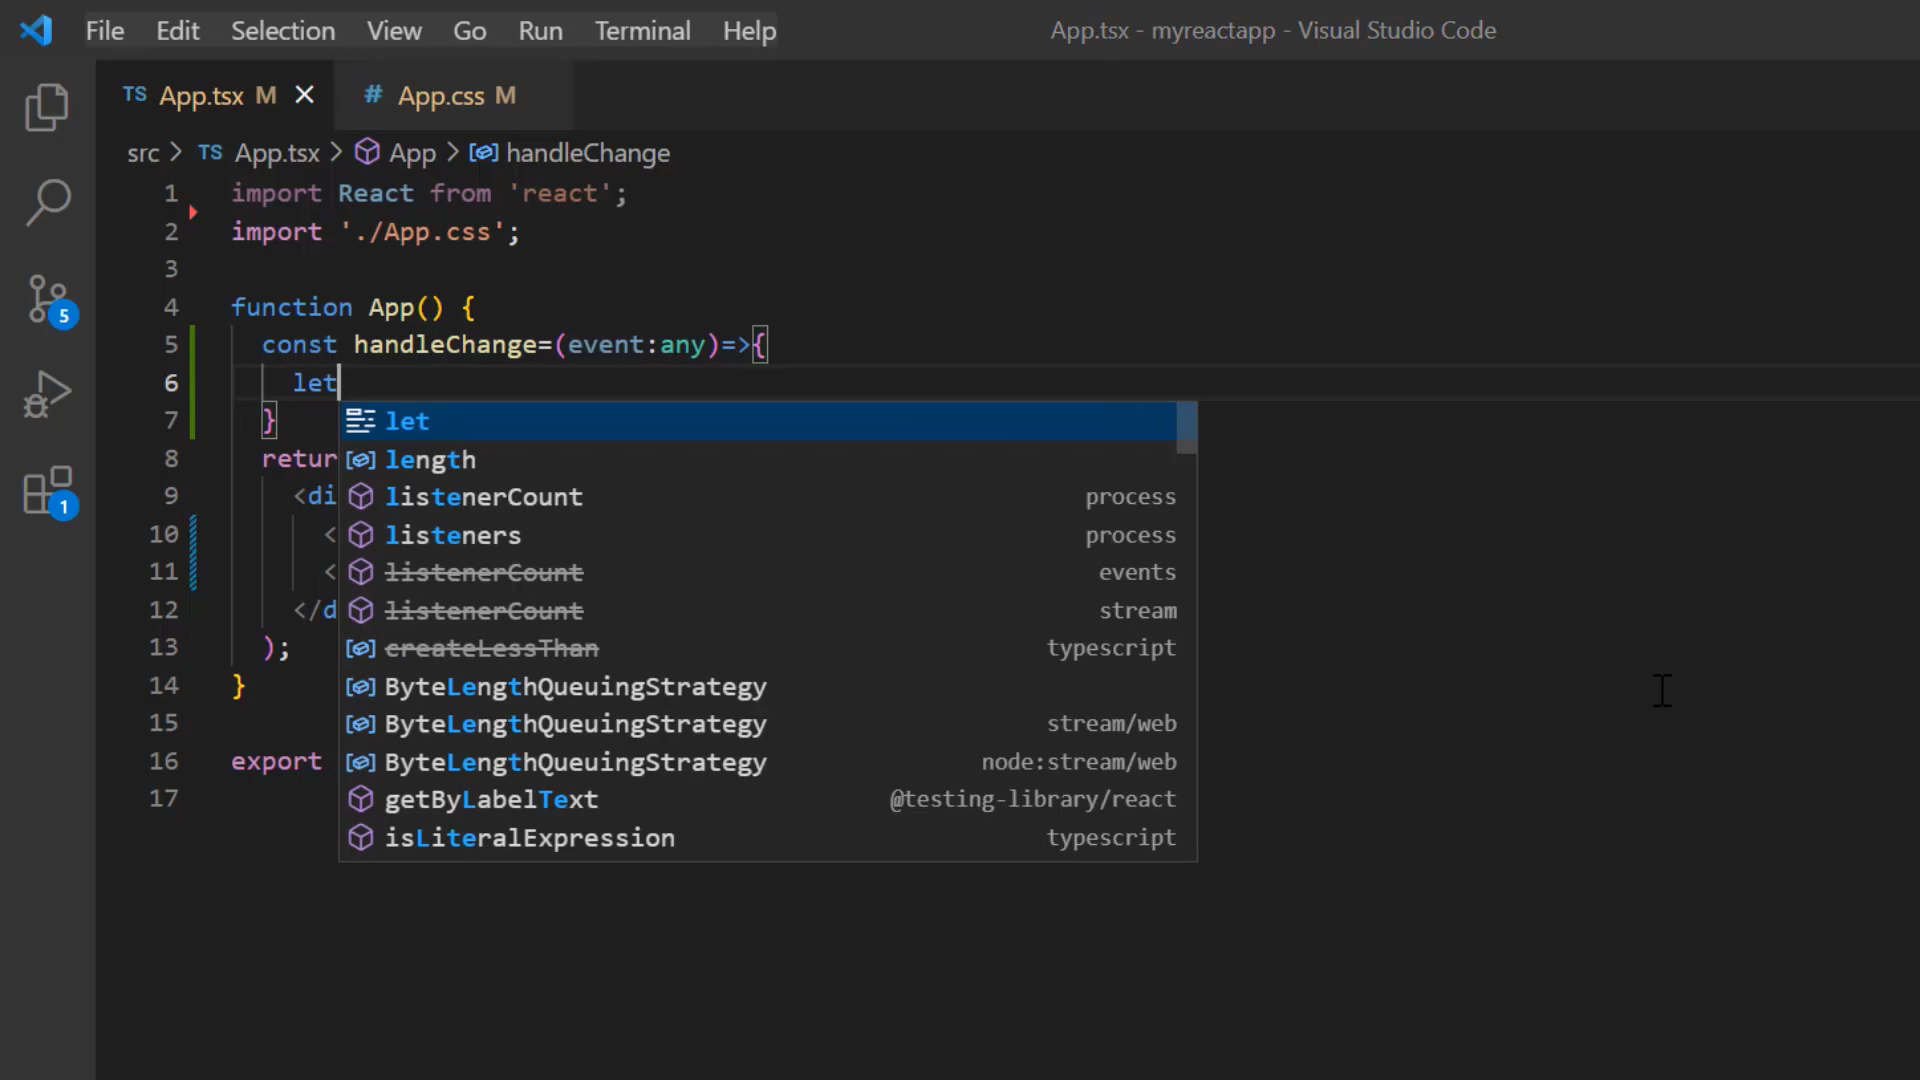 File Edit Selection View Go Run Terminal Help App.tsx - myreactapp - Visual Studio Code
TS App.tsx M # App.css M
src > TS App.tsx > App > handleChange
1 import React from 'react';
2 import './App.css';
3
4 function App() {
5 const handleChange=(event:any)=>{
6 let
7 }
let
8 retur
length
9 <di
listenerCount process
10 <
listeners process
11 <
listenerCount events
12 </d
listenerCount stream
13 );
createLessThan typescript
14 }
ByteLengthQueuingStrategy
15
ByteLengthQueuingStrategy stream/web
16 export
ByteLengthQueuingStrategy node:stream/web
17
getByLabelText @testing-library/react
isLiteralExpression typescript
5
1